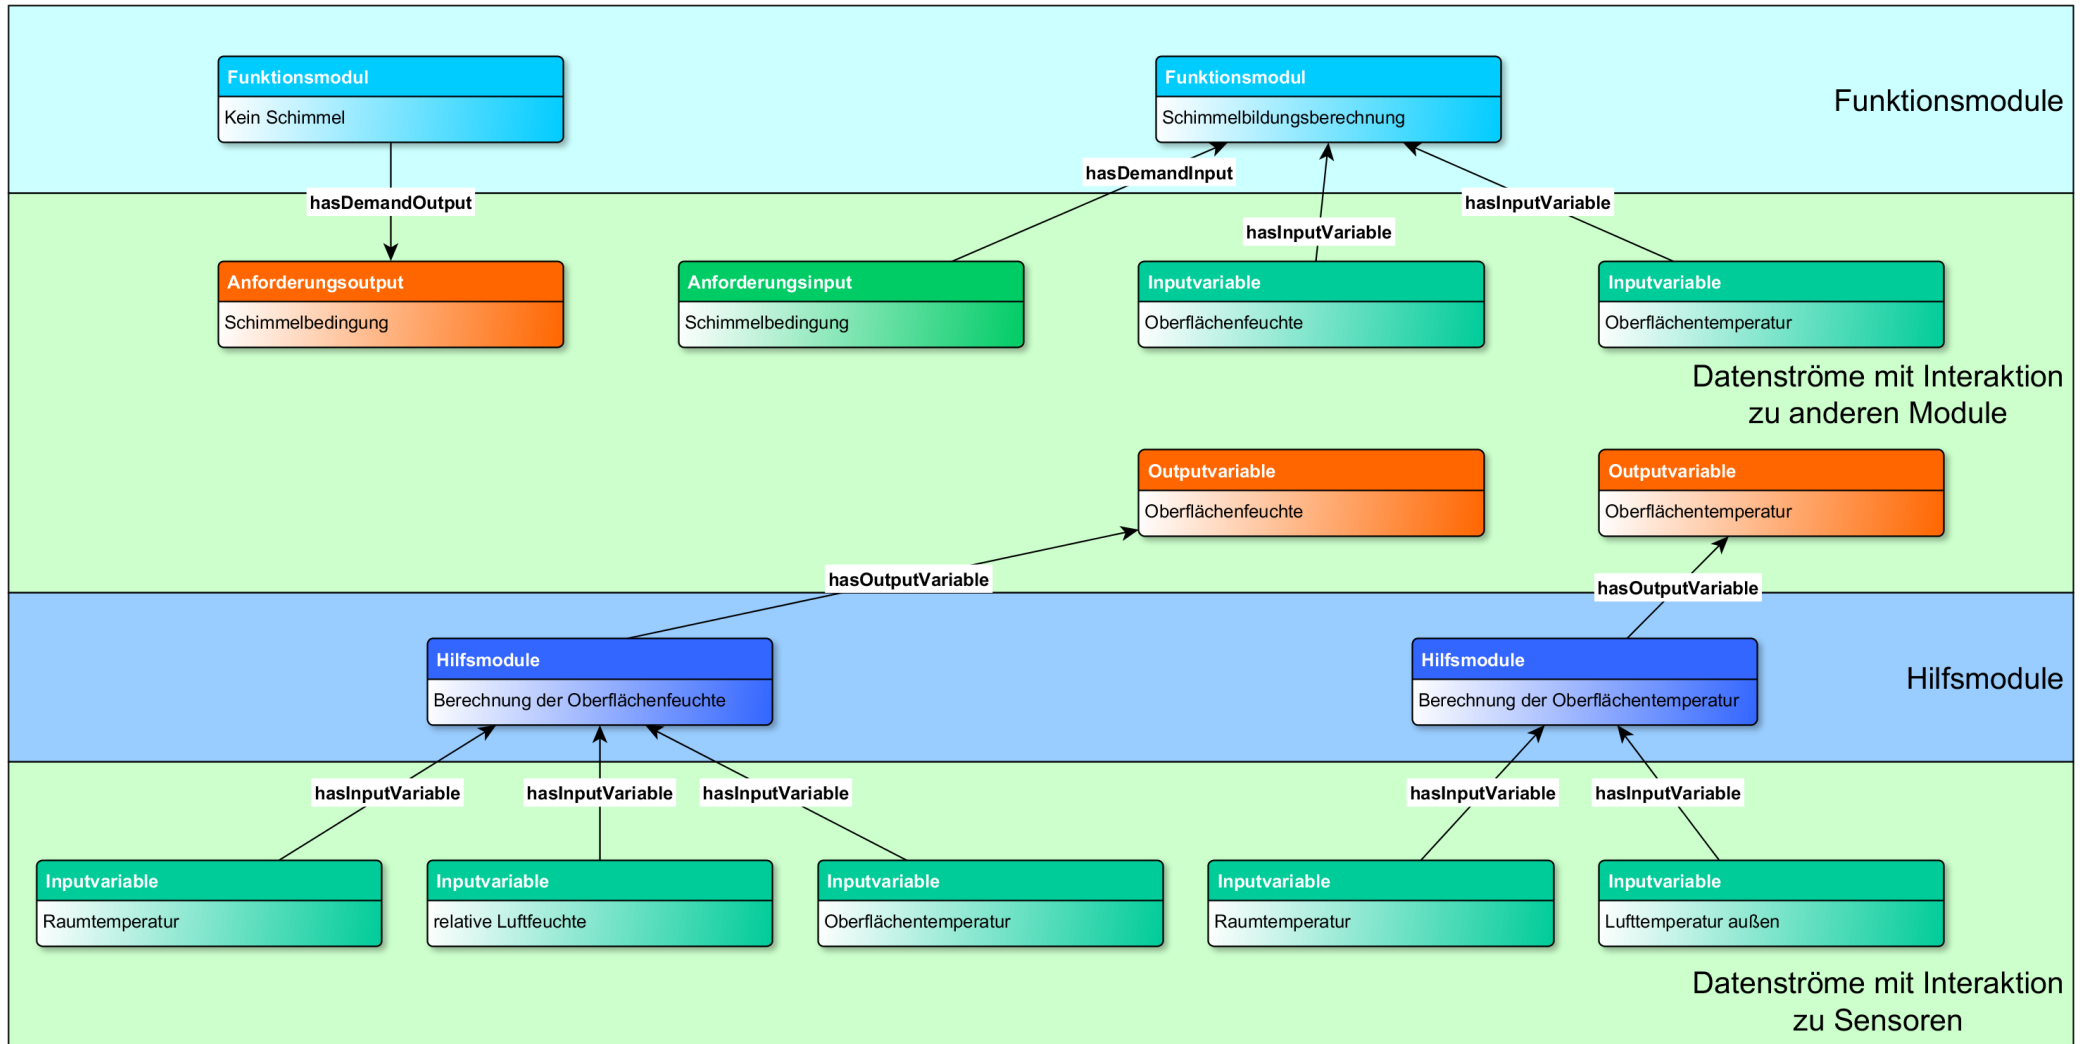 Funktionsmodul
Kein Schimmel
Funktionsmodul
Schimmelbildungsberechnung
Funktionsmodule
hasDemandOutput
hasDemandInput
hasInputVariable
hasInputVariable
Anforderungsoutput
Schimmelbedingung
Anforderungsinput
Schimmelbedingung
Inputvariable
Oberflächenfeuchte
Inputvariable
Oberflächentemperatur
Datenströme mit Interaktion
zu anderen Module
Outputvariable
Oberflächenfeuchte
Outputvariable
Oberflächentemperatur
hasOutputVariable
hasOutputVariable
Hilfsmodule
Berechnung der Oberflächenfeuchte
Hilfsmodule
Berechnung der Oberflächentemperatur
Hilfsmodule
hasInputVariable
hasInputVariable
hasInputVariable
hasInputVariable
hasInputVariable
Inputvariable
Raumtemperatur
Inputvariable
relative Luftfeuchte
Inputvariable
Oberflächentemperatur
Inputvariable
Raumtemperatur
Inputvariable
Lufttemperatur außen
Datenströme mit Interaktion
zu Sensoren